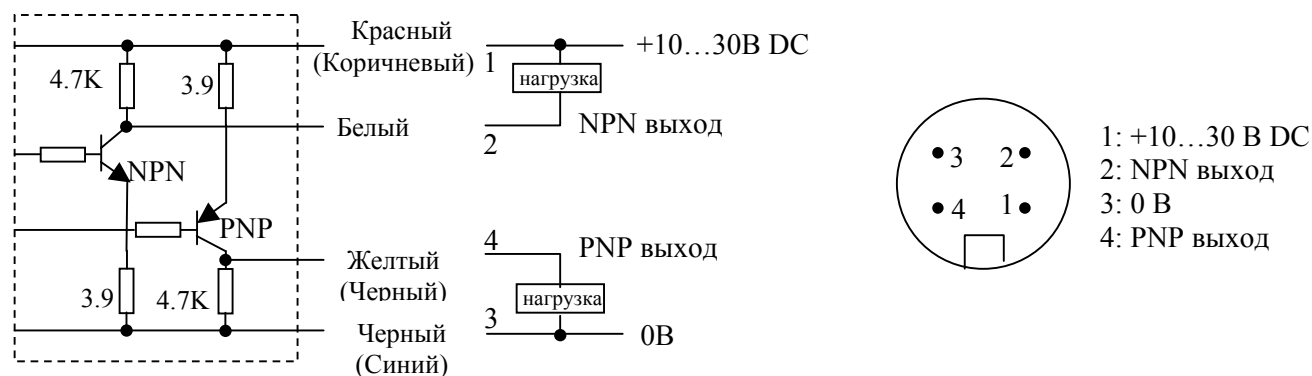 Красный
(Коричневый)
1
+10…30В DC
4.7K
3.9
нагрузка
Белый
2
NPN выход
NPN
PNP
4
PNP выход
Желтый
(Черный)
3.9
4.7K
нагрузка
3
Черный
(Синий)
0В
3
2
4
1
1: +10…30 В DC
2: NPN выход
3: 0 В
4: PNP выход